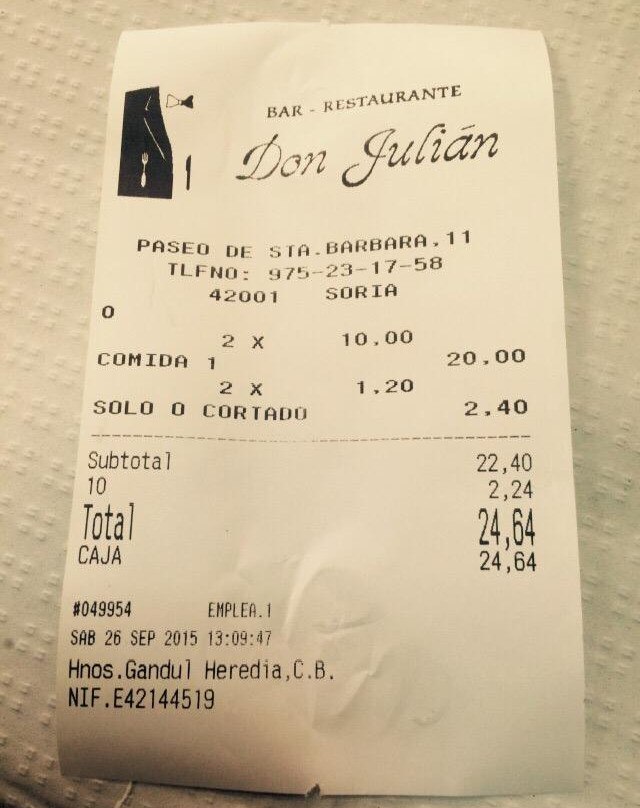 BAR - RESTAURANTE
Don Julián
PASEO DE STA.BARBARA.11
TLFNO: 975-23-17-58
42001 SORIA
O
2 X 10,00
COMIDA 1 20,00
2 X 1,20
SOLO O CORTADO 2,40
Subtotal 22,40
10 2,24
Total 24,64
CAJA 24,64
#049954 EMPLEA.1
SAB 26 SEP 2015 13:09:47
Hnos.Gandul Heredia,C.B.
NIF.E42144519